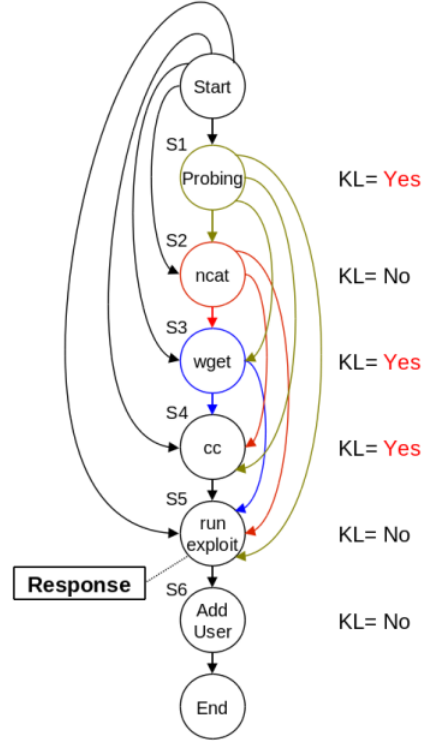 Start
S1
Probing
KL= Yes
S2
ncat
KL= No
S3
wget
KL= Yes
S4
cc
KL= Yes
S5
run
exploit
KL= No
Response
S6
Add
User
KL= No
End